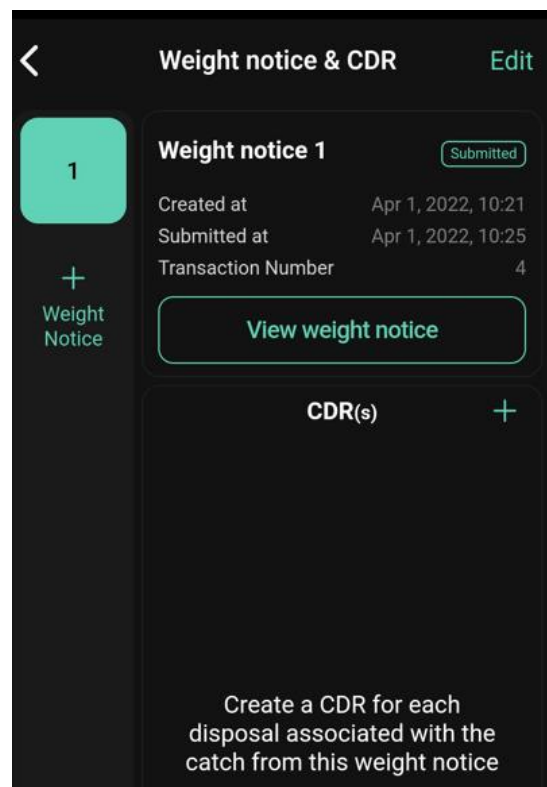 Weight notice & CDR
Edit
1
+
Weight
Notice
Weight notice 1
Submitted
Created at Apr 1, 2022, 10:21
Submitted at Apr 1, 2022, 10:25
Transaction Number 4
View weight notice
CDR(s) +
Create a CDR for each
disposal associated with the
catch from this weight notice